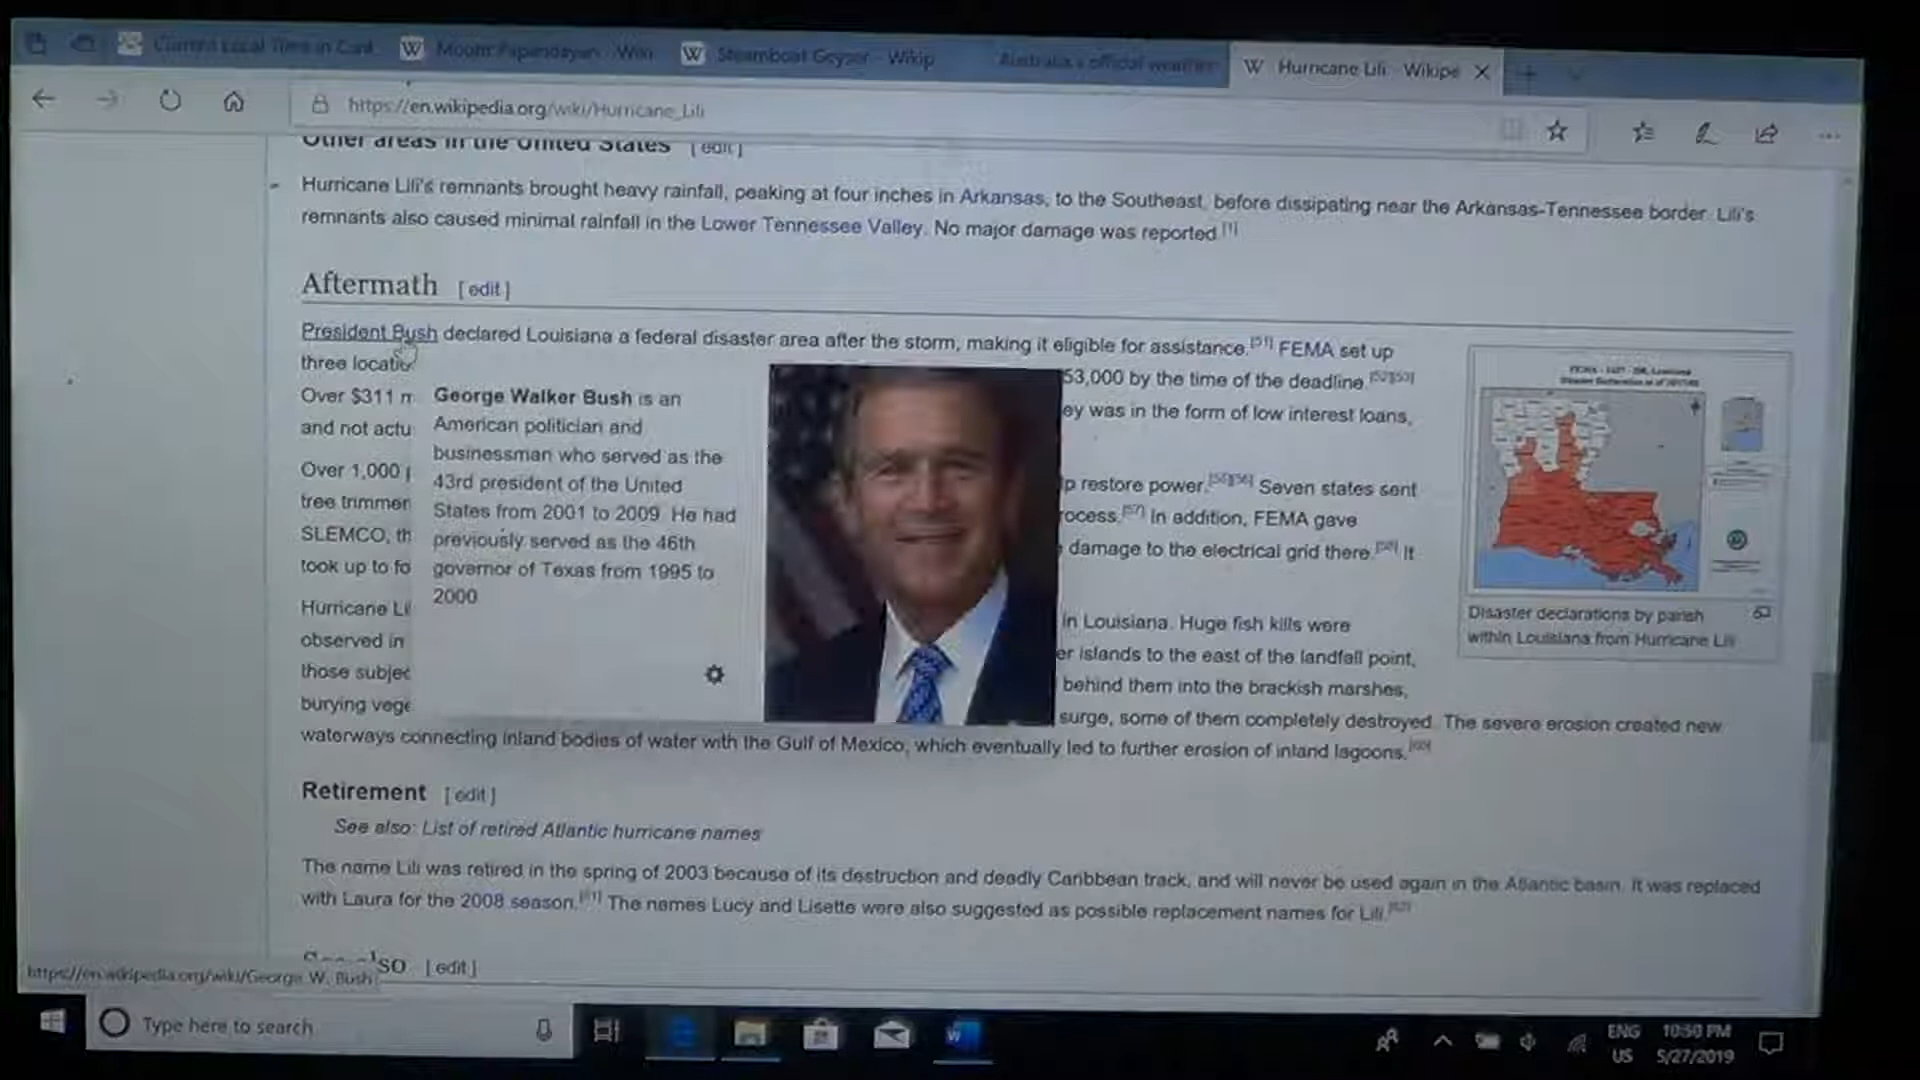 Current Local Time in
W Mount Papandayan - Wiki
W Steamboat Geyser - Wikip
Australia's official weather
W Hurricane Lili - Wikipe
https://en.wikipedia.org/wiki/Hurricane_Lili
Other areas in the United States [ edit ]
Hurricane Lili's remnants brought heavy rainfall, peaking at four inches in Arkansas, to the Southeast, before dissipating near the Arkansas-Tennessee border. Lili's
remnants also caused minimal rainfall in the Lower Tennessee Valley. No major damage was reported.[1]
Aftermath [ edit ]
President Bush declared Louisiana a federal disaster area after the storm, making it eligible for assistance.[51] FEMA set up
three locatio
53,000 by the time of the deadline.[52][53]
Over $311 m
ey was in the form of low interest loans,
and not actu
George Walker Bush is an
American politician and
businessman who served as the
43rd president of the United
States from 2001 to 2009. He had
previously served as the 46th
governor of Texas from 1995 to
2000
Over 1,000 p
p restore power. Seven states sent
tree trimmer
rocess.[57] In addition, FEMA gave
SLEMCO, th
damage to the electrical grid there. It
took up to fo
Hurricane Li
in Louisiana. Huge fish kills were
observed in
er islands to the east of the landfall point,
those subjec
behind them into the brackish marshes,
burying vege
surge, some of them completely destroyed. The severe erosion created new
waterways connecting inland bodies of water with the Gulf of Mexico, which eventually led to further erosion of inland lagoons.[60]
Disaster declarations by parish
within Louisiana from Hurricane Lili
Retirement [ edit ]
See also: List of retired Atlantic hurricane names
The name Lili was retired in the spring of 2003 because of its destruction and deadly Caribbean track, and will never be used again in the Atlantic basin. It was replaced
with Laura for the 2008 season.[61] The names Lucy and Lisette were also suggested as possible replacement names for Lili.[62]
See also [ edit ]
https://en.wikipedia.org/wiki/George_W._Bush
Type here to search
ENG
US
10:50 PM
5/27/2019